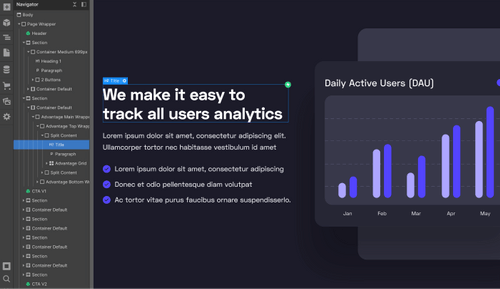 Navigator
Body
Page Wrapper
Header
Section
Container Medium 696px
H1 Heading 1
Paragraph
2 Buttons
Container Default
Section
Container Default
Advantage Main Wrapp
Advantage Top Wrapp
Split Content
H2 Title
Paragraph
Advantage Grid
Split Content
Advantage Bottom W
CTA V1
Section
Container Default
Section
Container Default
Section
Container Default
Section
Container Default
Section
CTA V2
H2 Title
We make it easy to
track all users analytics
Lorem ipsum dolor sit amet, consectetur adipiscing elit.
Ullamcorper tortor nec habitasse vestibulum id amet
Lorem ipsum dolor sit amet, consectetur adipiscing
Donec et odio pellentesque diam volutpat
Ac tortor vitae purus faucibus ornare suspendisserlo.
Daily Active Users (DAU)
Jan
Feb
Mar
Apr
May